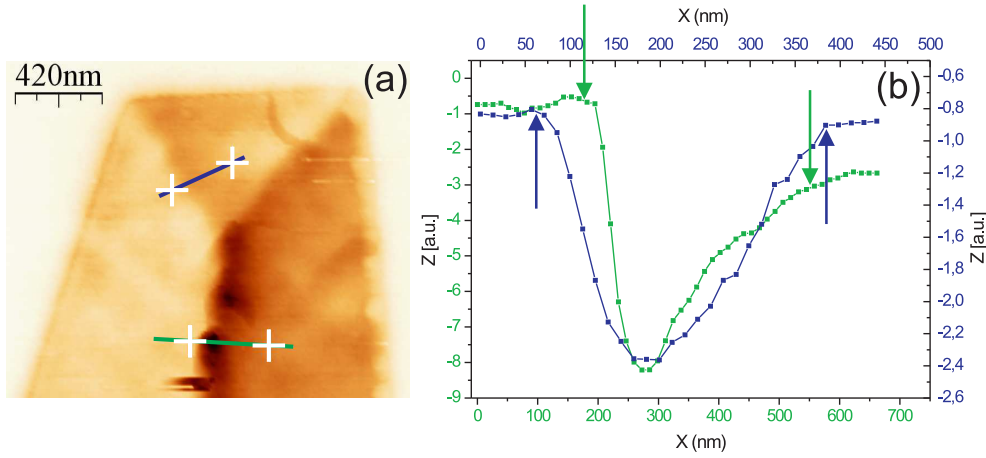 420nm
(a)
X (nm)
0 50 100 150 200 250 300 350 400 450 500
(b)
0
-1
-2
-3
-4
-5
-6
-7
-8
-9
Z [a.u.]
-0,6
-0,8
-0,9
-1,2
-1,4
-1,6
-1,8
-2,0
-2,2
-2,4
-2,6
Z [a.u.]
0 100 200 300 400 500 600 700
X (nm)